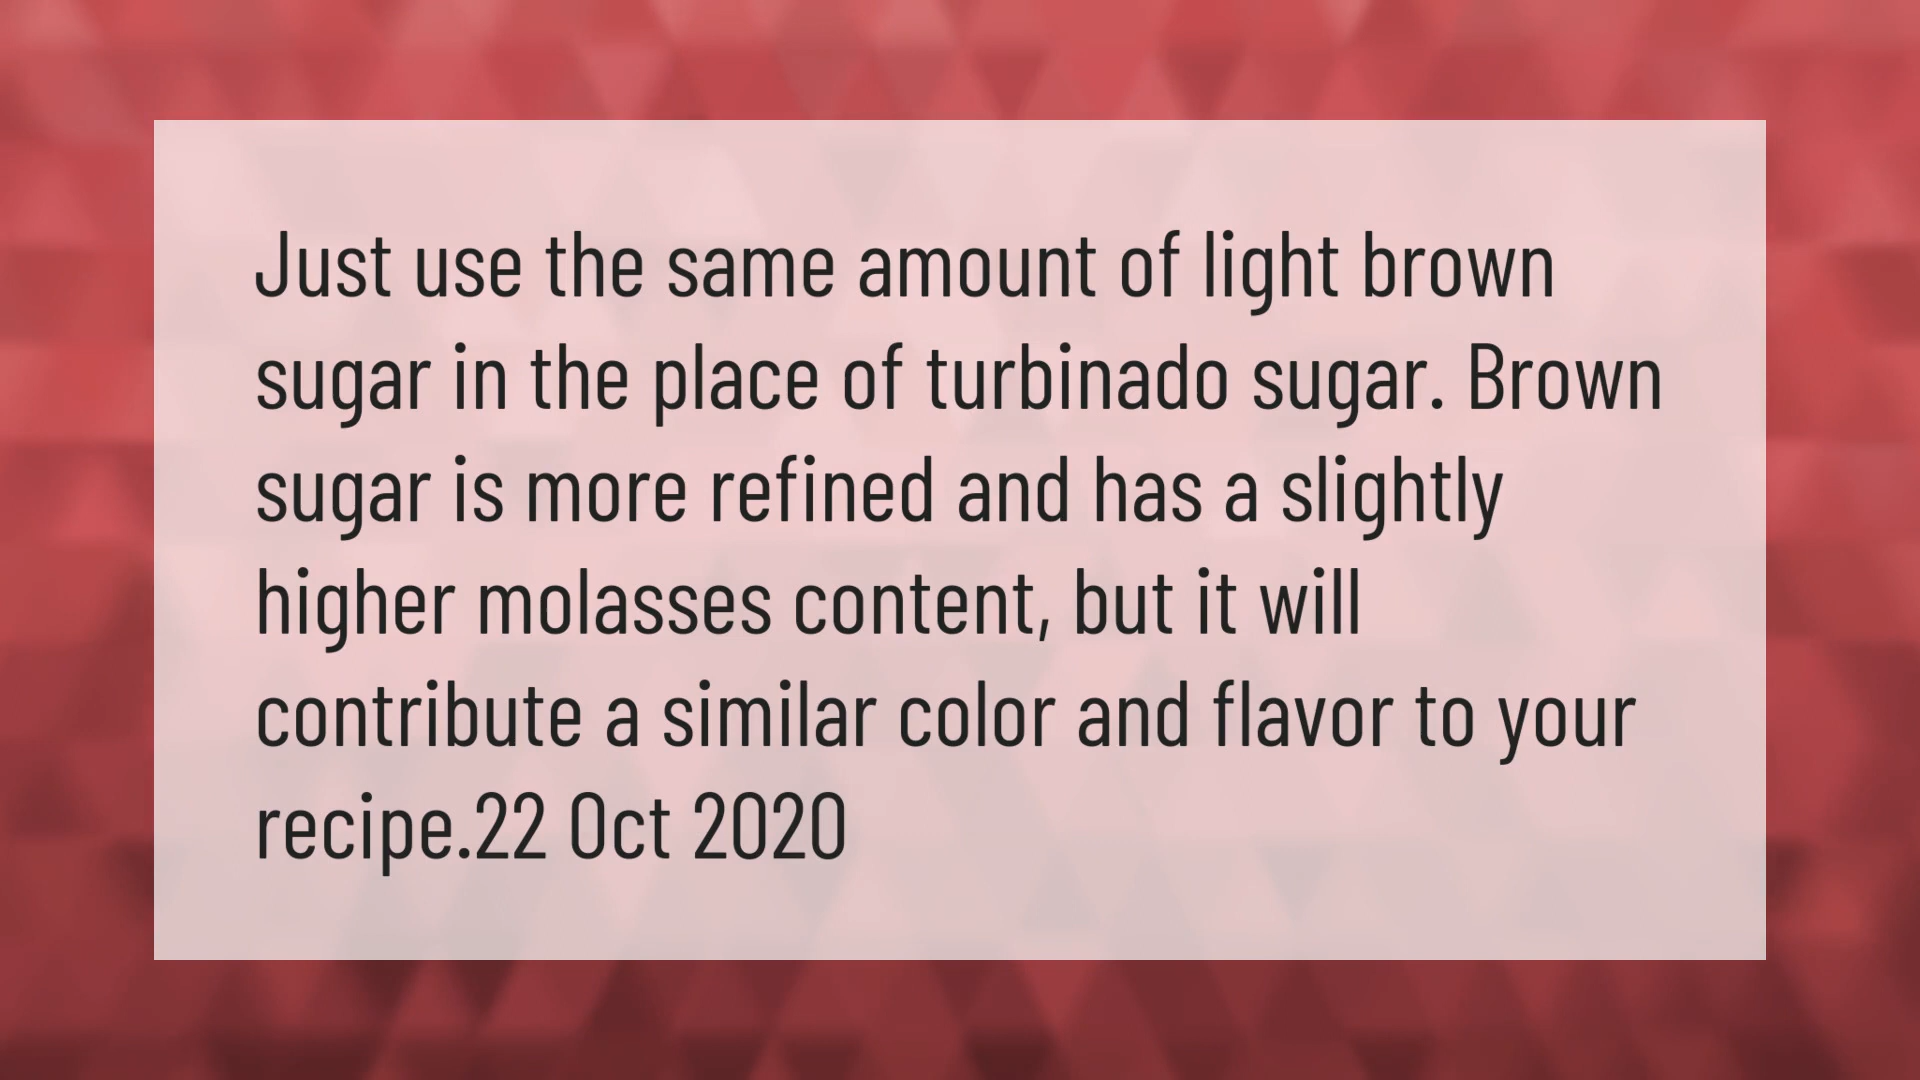 Just use the same amount of light brown
sugar in the place of turbinado sugar. Brown
sugar is more refined and has a slightly
higher molasses content, but it will
contribute a similar color and flavor to your
recipe.22 Oct 2020